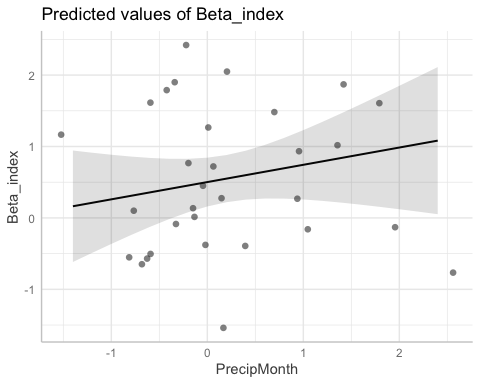 Predicted values of Beta_index
2
1
0
-1
Beta_index
-1
0
1
2
PrecipMonth